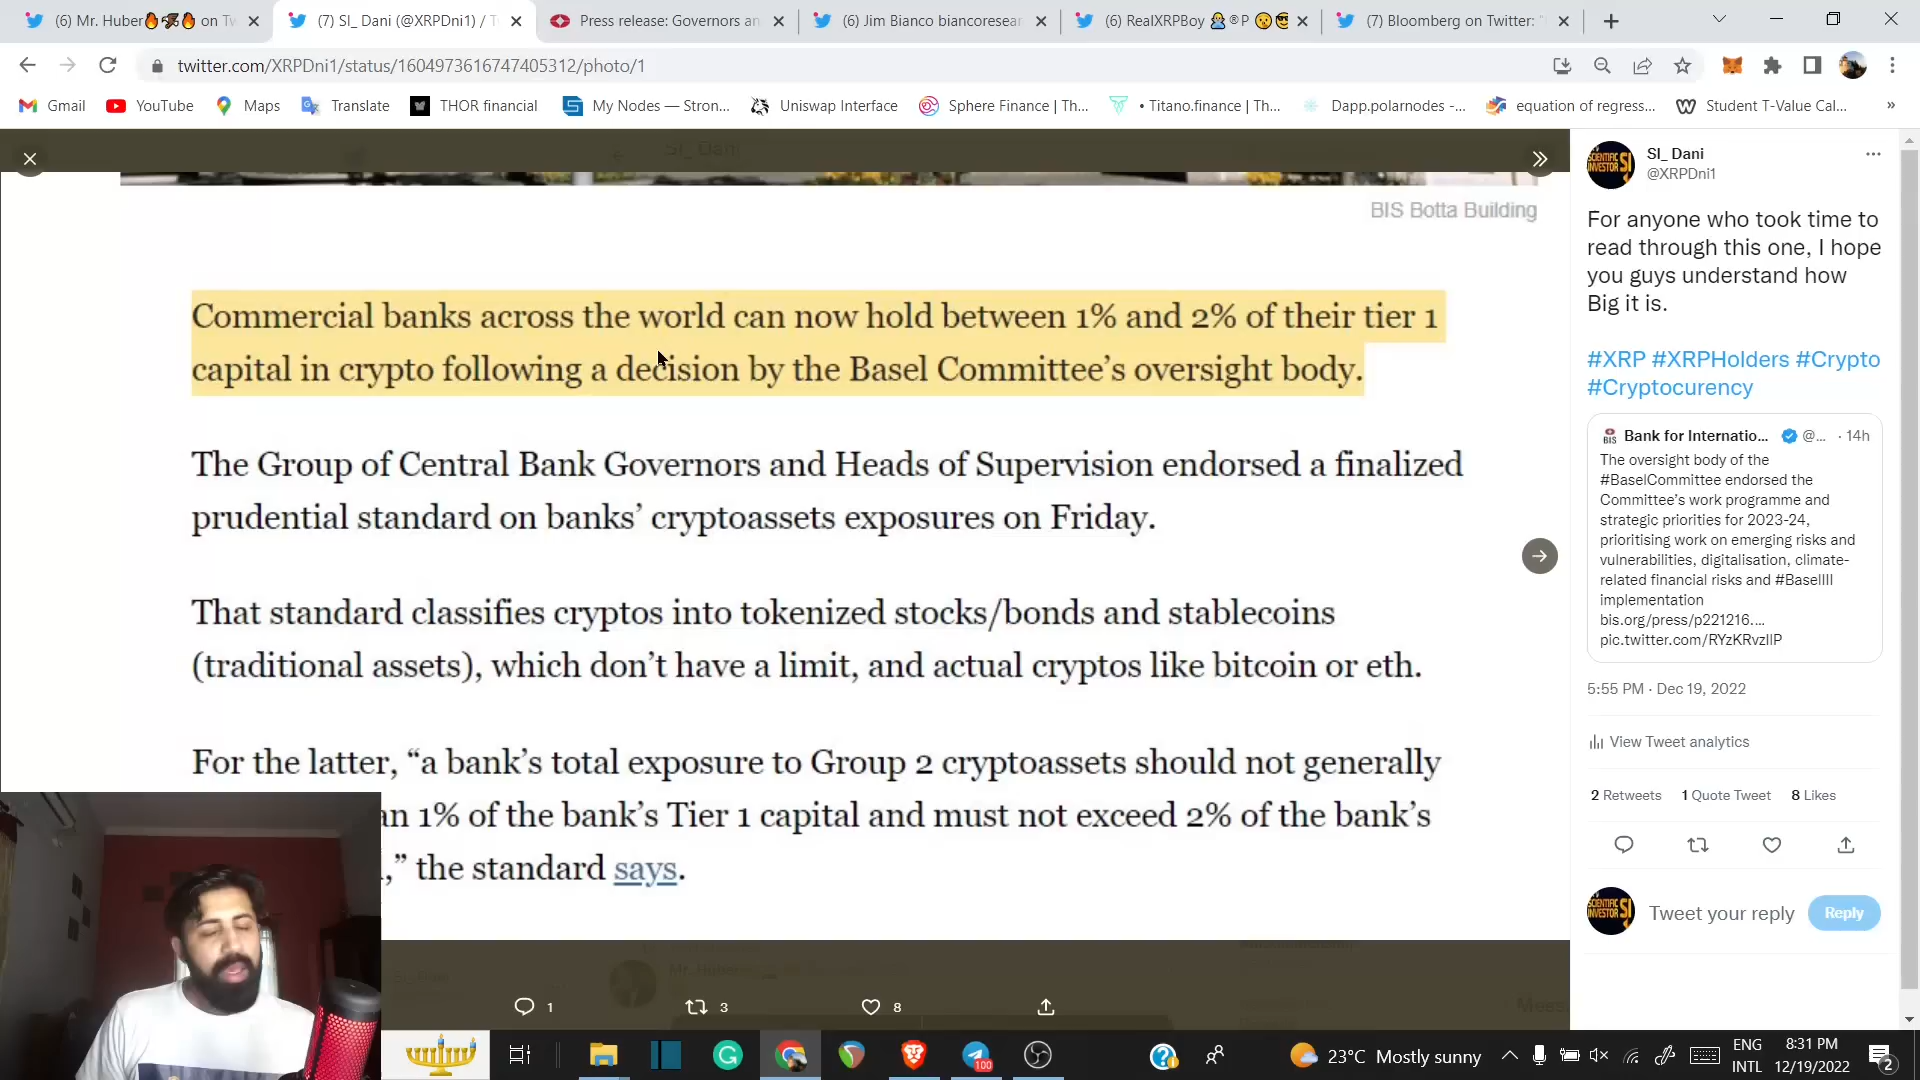 (6) Mr. Huber🔥🚀🔥 on Tw
(7) SI_ Dani (@XRPDni1) / T
Press release: Governors an
(6) Jim Bianco biancoresear
(6) RealXRPBoy
(7) Bloomberg on Twitter: "
twitter.com/XRPDni1/status/1604973616747405312/photo/1
Gmail
YouTube
Maps
Translate
THOR financial
My Nodes — Stron...
Uniswap Interface
Sphere Finance | Th...
• Titano.finance | Th...
Dapp.polarnodes -...
equation of regress...
Student T-Value Cal...
»
SI_ Dani
BIS Botta Building
Commercial banks across the world can now hold between 1% and 2% of their tier 1
capital in crypto following a decision by the Basel Committee’s oversight body.
The Group of Central Bank Governors and Heads of Supervision endorsed a finalized
prudential standard on banks’ cryptoassets exposures on Friday.
That standard classifies cryptos into tokenized stocks/bonds and stablecoins
(traditional assets), which don’t have a limit, and actual cryptos like bitcoin or eth.
For the latter, “a bank’s total exposure to Group 2 cryptoassets should not generally
an 1% of the bank’s Tier 1 capital and must not exceed 2% of the bank’s
,” the standard says.
1
3
8
SI_ Dani
@XRPDni1
SCIENTIFIC
INVESTOR SI
For anyone who took time to
read through this one, I hope
you guys understand how
Big it is.
#XRP #XRPHolders #Crypto
#Cryptocurency
BIS
Bank for Internatio... @... · 14h
The oversight body of the
#BaselCommittee endorsed the
Committee’s work programme and
strategic priorities for 2023-24,
prioritising work on emerging risks and
vulnerabilities, digitalisation, climate-
related financial risks and #BaselIII
implementation
bis.org/press/p221216....
pic.twitter.com/RYzKRvzIlP
5:55 PM · Dec 19, 2022
View Tweet analytics
2 Retweets 1 Quote Tweet 8 Likes
SCIENTIFIC
INVESTOR SI
Tweet your reply
Reply
100
23°C Mostly sunny
ENG
INTL
8:31 PM
12/19/2022
2